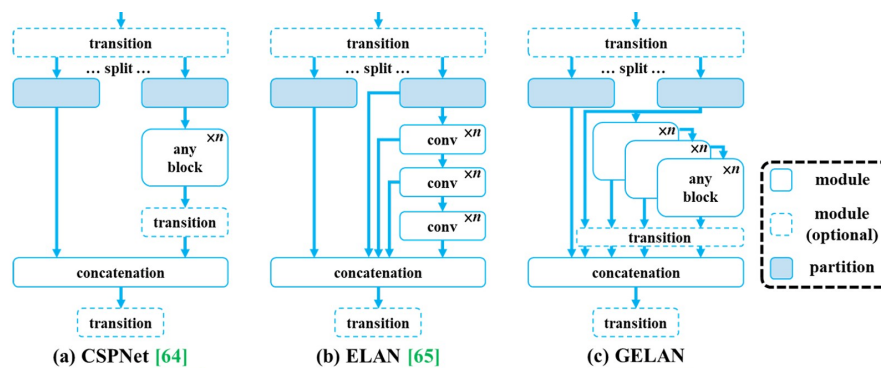 transition
... split ...
any
block
×n
transition
concatenation
transition
(a) CSPNet [64]
transition
... split ...
conv ×n
conv ×n
conv ×n
concatenation
transition
(b) ELAN [65]
transition
... split ...
×n
×n
×n
any
block
transition
concatenation
transition
(c) GELAN
module
module
(optional)
partition